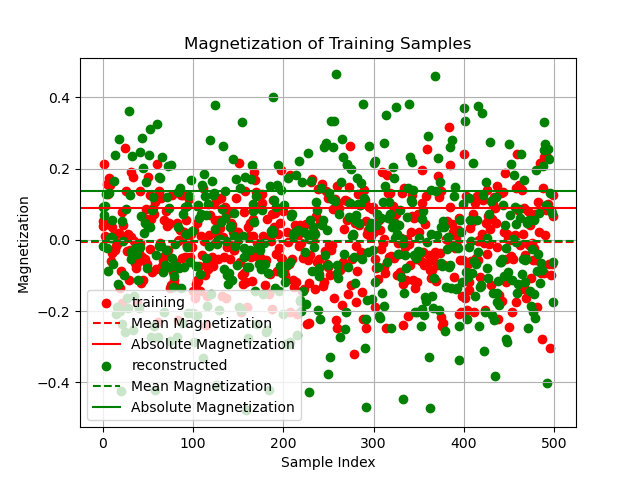 Magnetization of Training Samples
Magnetization
0.4
0.2
0.0
−0.2
−0.4
training
Mean Magnetization
Absolute Magnetization
reconstructed
Mean Magnetization
Absolute Magnetization
0 100 200 300 400 500
Sample Index